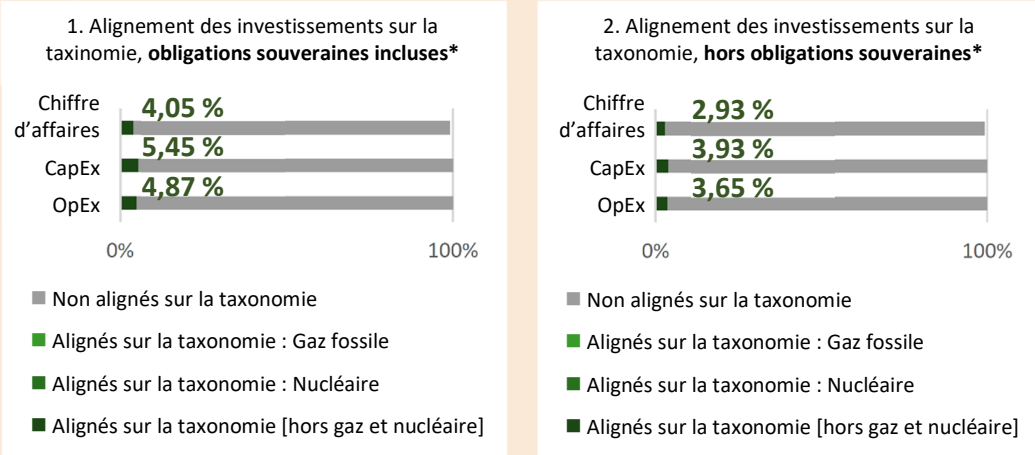 1. Alignement des investissements sur la
taxinomie, obligations souveraines incluses*
Chiffre
d'affaires
4,05 %
CapEx
5,45 %
OpEx
4,87 %
0%
100%
Non alignés sur la taxonomie
Alignés sur la taxonomie : Gaz fossile
Alignés sur la taxonomie : Nucléaire
Alignés sur la taxonomie [hors gaz et nucléaire]
2. Alignement des investissements sur la
taxonomie, hors obligations souveraines*
Chiffre
d'affaires
2,93 %
CapEx
3,93 %
OpEx
3,65 %
0%
100%
Non alignés sur la taxonomie
Alignés sur la taxonomie : Gaz fossile
Alignés sur la taxonomie : Nucléaire
Alignés sur la taxonomie [hors gaz et nucléaire]